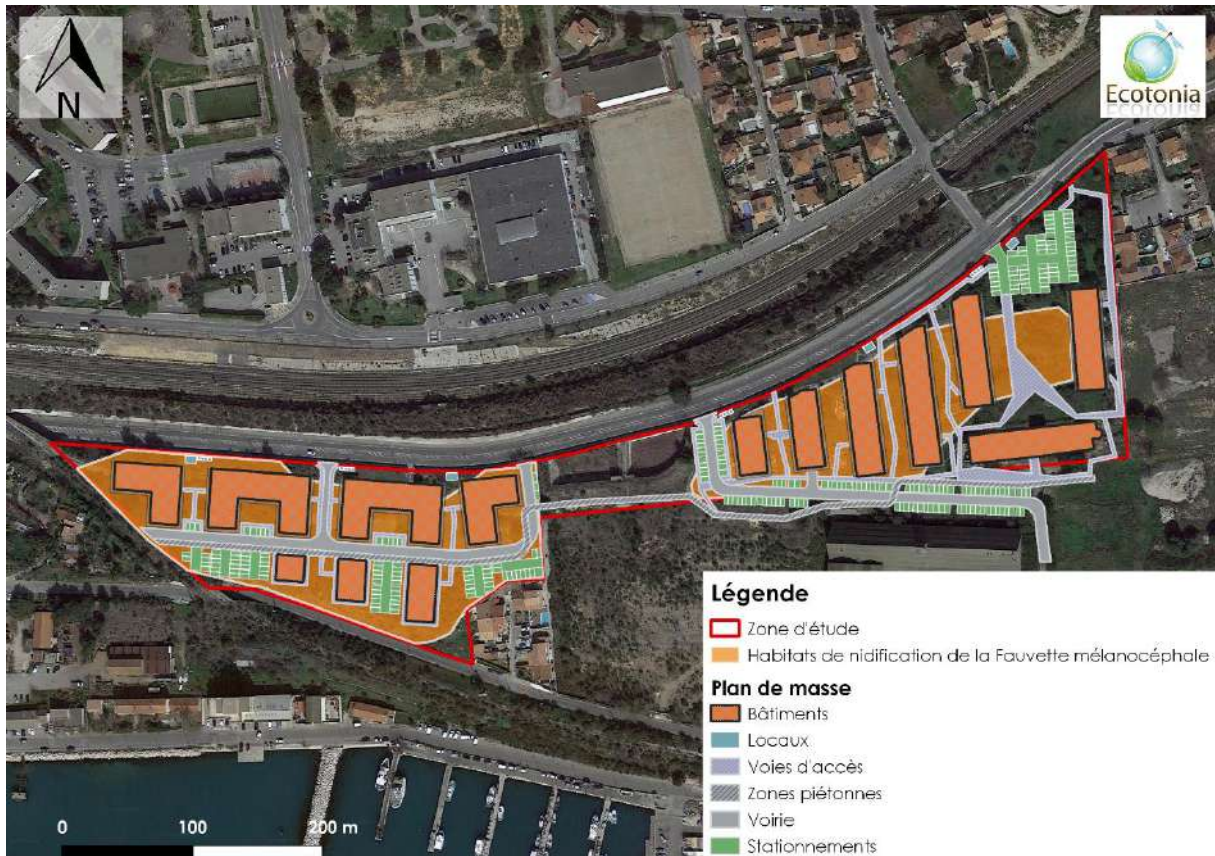 N
Ecotonia
Légende
Zone d'étude
Habitats de nidification de la Fauvette mélanocéphale
Plan de masse
Bâtiments
Locaux
Voies d'accès
Zones piétonnes
Voirie
Stationnements
0 100 200 m